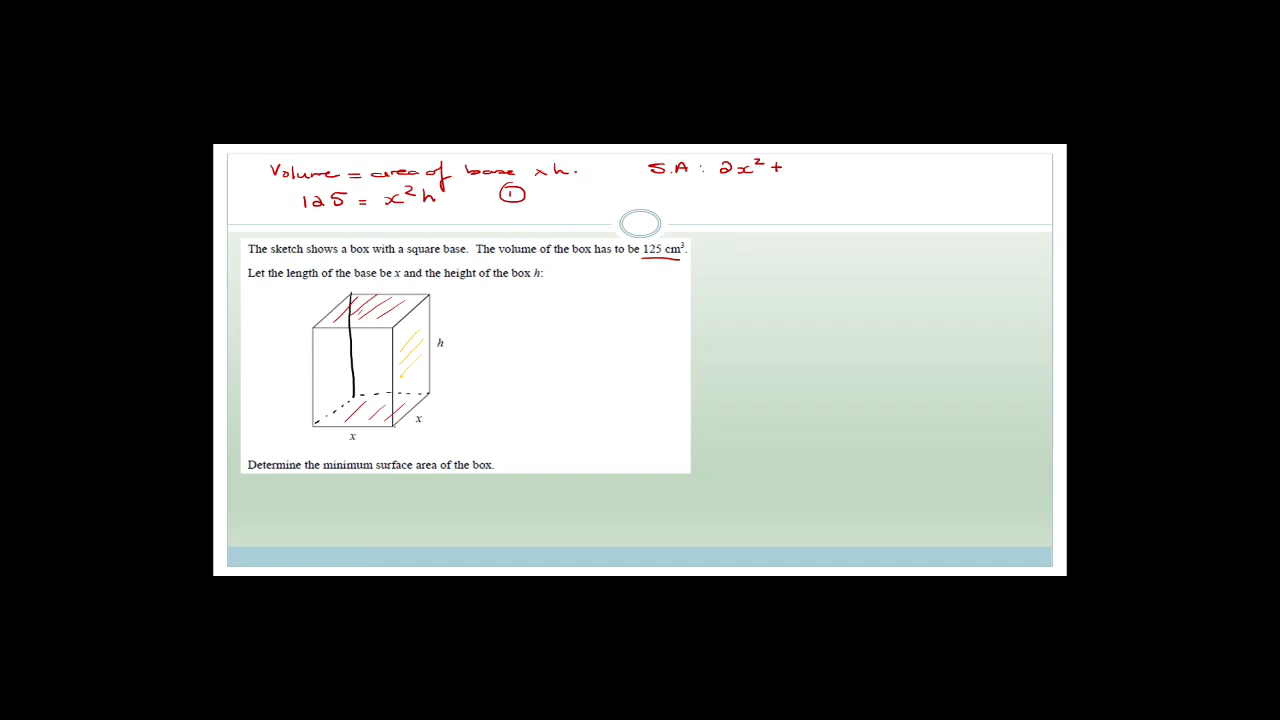 Volume = area of base x h.
125 = x²h ①
S.A : 2x² +
The sketch shows a box with a square base. The volume of the box has to be 125 cm³.
Let the length of the base be x and the height of the box h:
h
x
x
Determine the minimum surface area of the box.